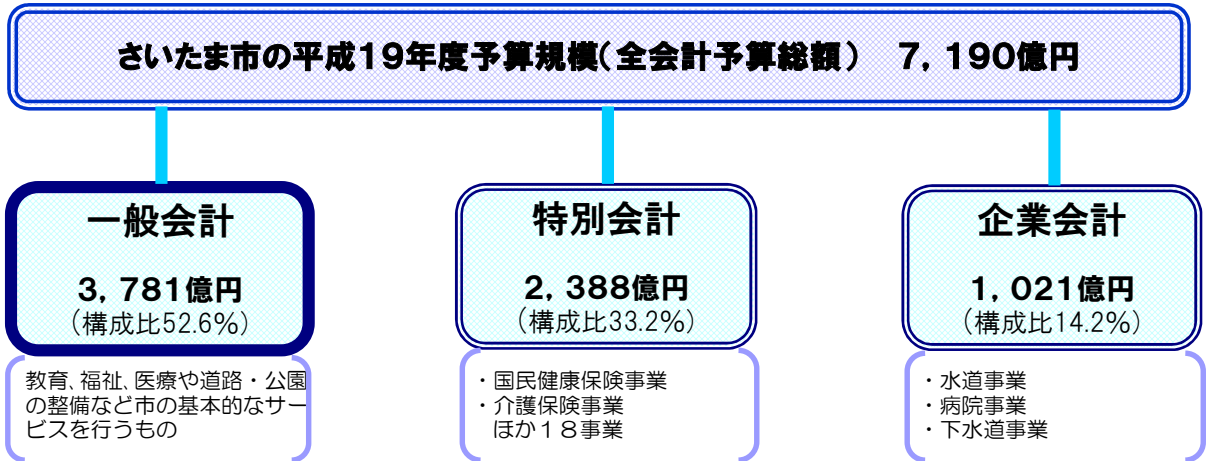 さいたま市の平成19年度予算規模(全会計予算総額) 7,190億円
一般会計
3,781億円
(構成比52.6%)
教育、福祉、医療や道路・公園
の整備など市の基本的なサー
ビスを行うもの
特別会計
2,388億円
(構成比33.2%)
・国民健康保険事業
・介護保険事業
ほか18事業
企業会計
1,021億円
(構成比14.2%)
・水道事業
・病院事業
・下水道事業